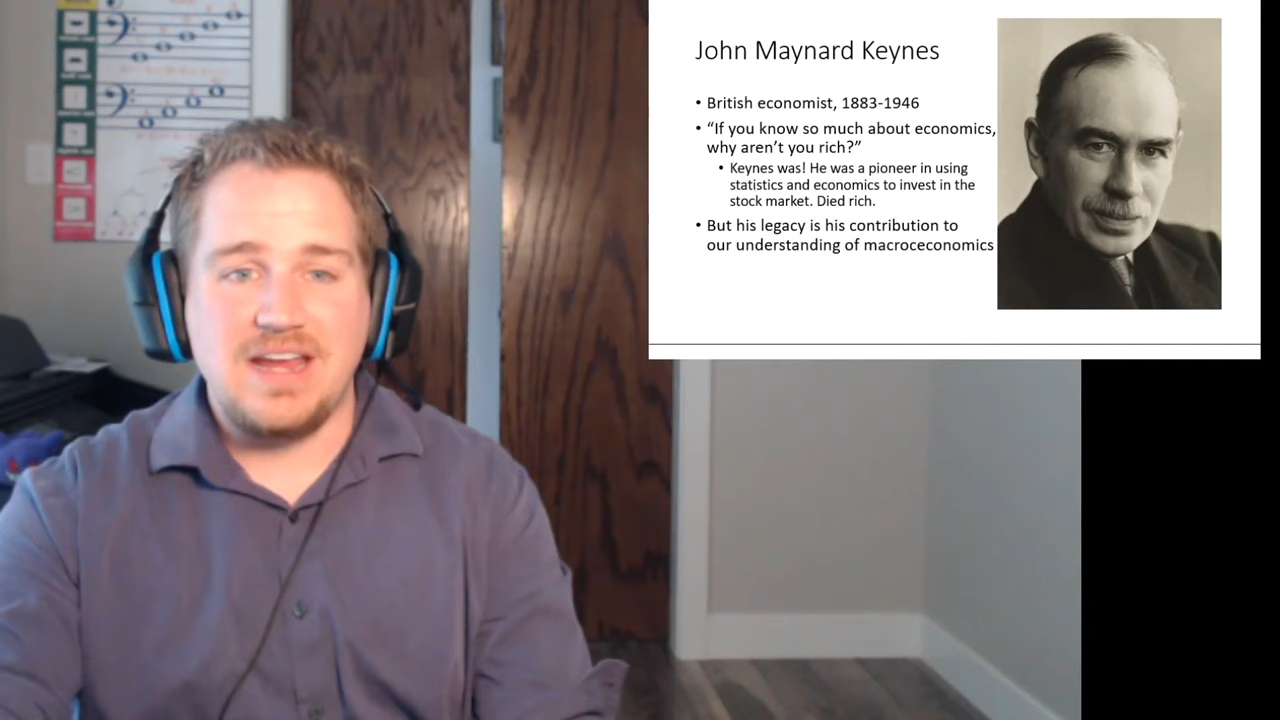 John Maynard Keynes
• British economist, 1883-1946
• “If you know so much about economics,
why aren’t you rich?”
• Keynes was! He was a pioneer in using
statistics and economics to invest in the
stock market. Died rich.
• But his legacy is his contribution to
our understanding of macroeconomics